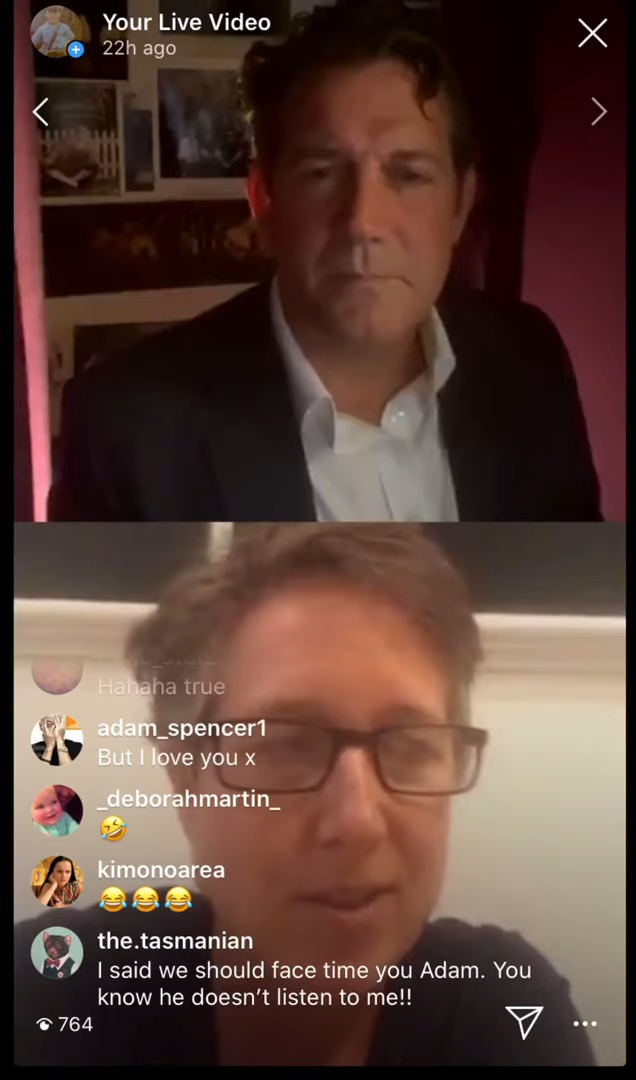 Your Live Video
22h ago
Hahaha true
adam_spencer1
But I love you x
_deborahmartin_
🤣
kimonoarea
😂😂😂
the.tasmanian
I said we should face time you Adam. You
know he doesn't listen to me!!
764